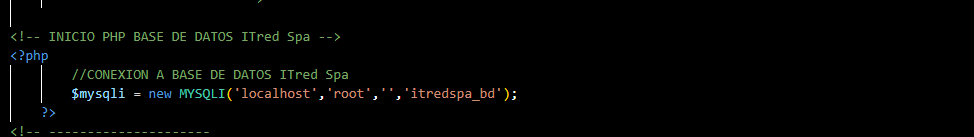 <!-- INICIO PHP BASE DE DATOS ITred Spa -->
<?php
//CONEXION A BASE DE DATOS ITred Spa
$mysqli = new MYSQLI('localhost','root','','itredspa_bd');
?>
<!-- ---------------------